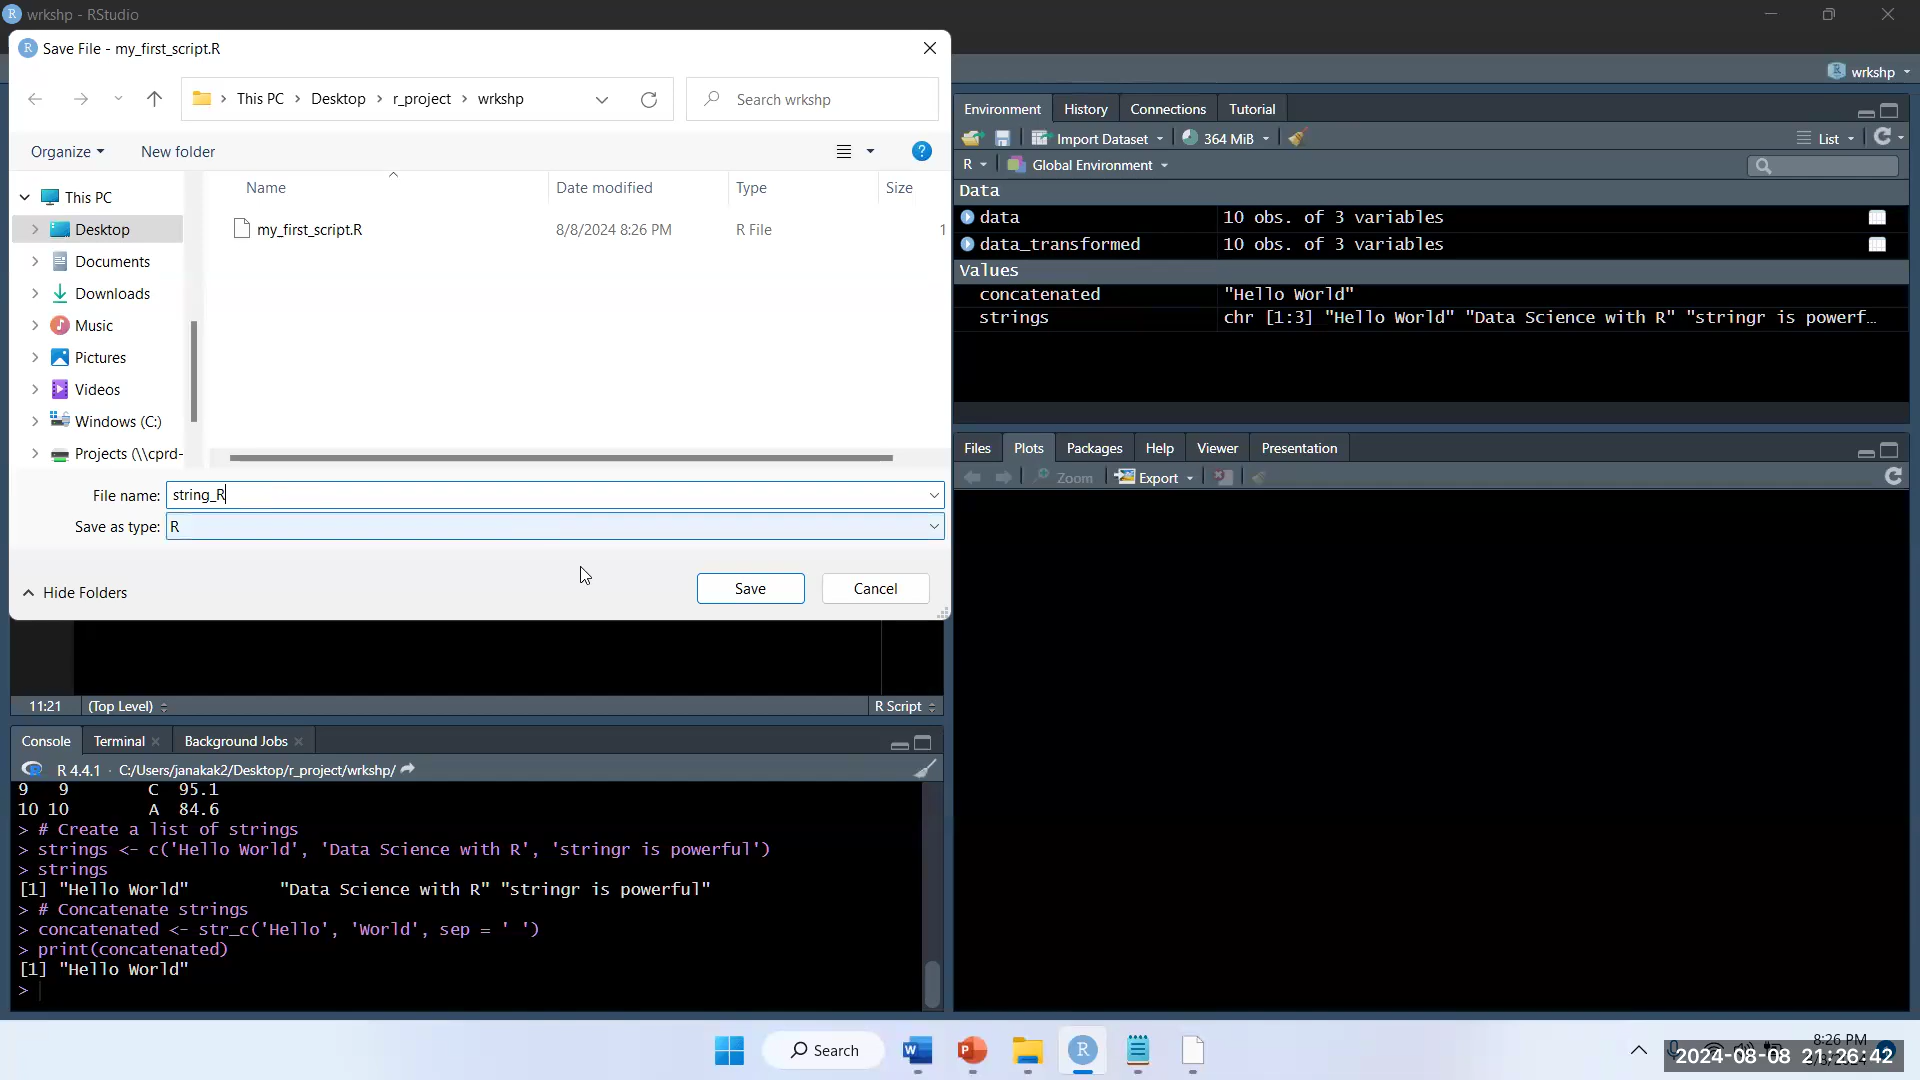 wrkshp - RStudio
Save File - my_first_script.R
This PC > Desktop > r_project > wrkshp
Search wrkshp
Organize
New folder
Name
Date modified
Type
Size
This PC
Desktop
Documents
Downloads
Music
Pictures
Videos
Windows (C:)
Projects (\\cprd-
my_first_script.R
8/8/2024 8:26 PM
R File
1
File name: string_R
Save as type: R
Hide Folders
Save
Cancel
11:21
(Top Level)
R Script
Console
Terminal
Background Jobs
R 4.4.1 · C:/Users/janakak2/Desktop/r_project/wrkshp/
9 9 C 95.1
10 10 A 84.6
> # Create a list of strings
> strings <- c('Hello World', 'Data Science with R', 'stringr is powerful')
> strings
[1] "Hello World" "Data Science with R" "stringr is powerful"
> # Concatenate strings
> concatenated <- str_c('Hello', 'World', sep = ' ')
> print(concatenated)
[1] "Hello World"
>
wrkshp
Environment
History
Connections
Tutorial
Import Dataset
364 MiB
List
R
Global Environment
Data
data 10 obs. of 3 variables
data_transformed 10 obs. of 3 variables
Values
concatenated "Hello World"
strings chr [1:3] "Hello World" "Data Science with R" "stringr is powerf…
Files
Plots
Packages
Help
Viewer
Presentation
Zoom
Export
Search
8:26 PM
2024-08-08 21:26:42